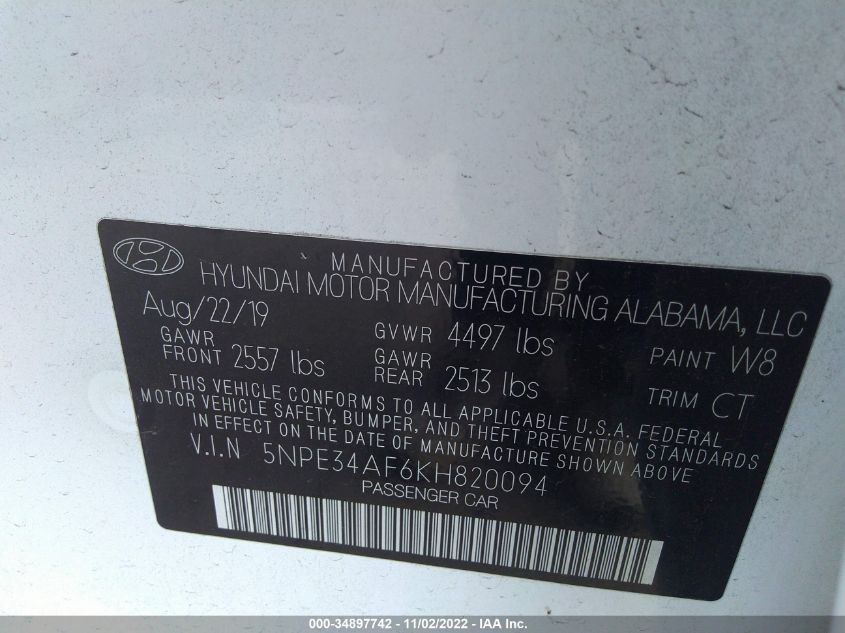 MANUFACTURED BY
HYUNDAI MOTOR MANUFACTURING ALABAMA, LLC
Aug/22/19
GVWR 4497 lbs
PAINT W8
GAWR FRONT 2557 lbs
GAWR REAR 2513 lbs
TRIM CT
THIS VEHICLE CONFORMS TO ALL APPLICABLE U.S.A. FEDERAL
MOTOR VEHICLE SAFETY, BUMPER, AND THEFT PREVENTION STANDARDS
IN EFFECT ON THE DATE OF MANUFACTURE SHOWN ABOVE
V.I.N 5NPE34AF6KH820094
PASSENGER CAR
000-34897742 - 11/02/2022 - IAA Inc.